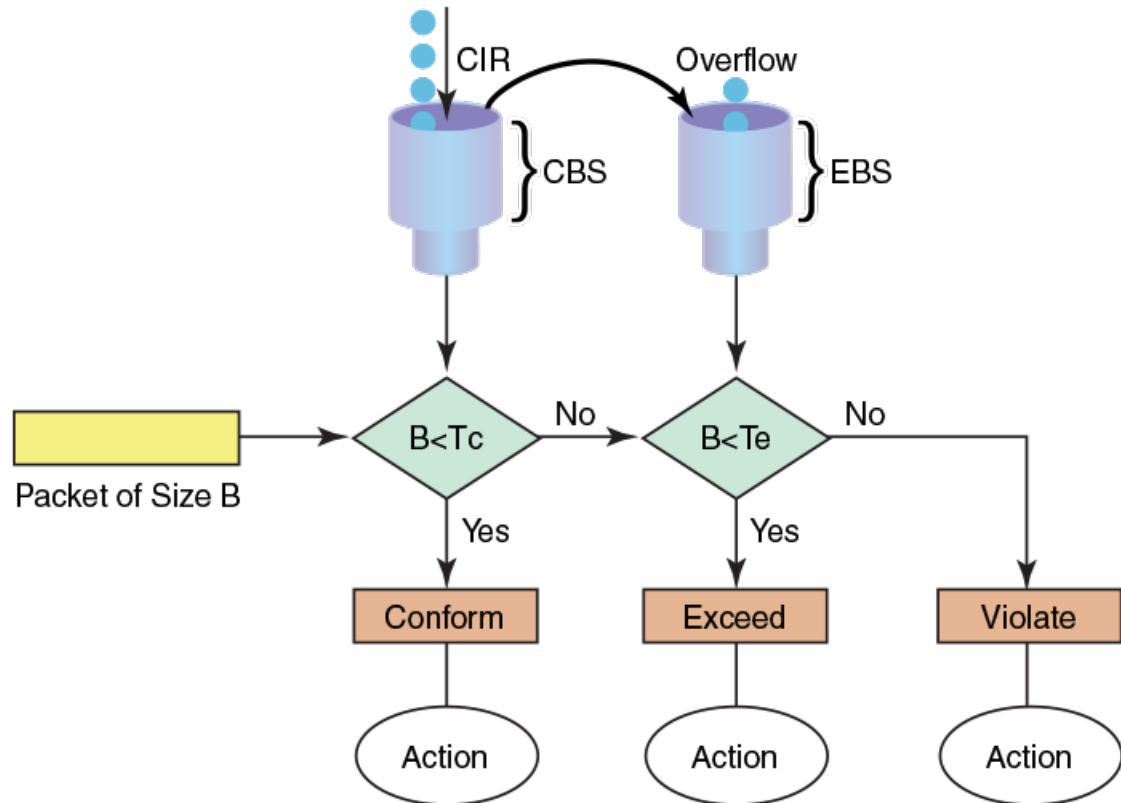 CIR
Overflow
CBS
EBS
B<Tc
No
B<Te
No
Packet of Size B
Yes
Yes
Conform
Exceed
Violate
Action
Action
Action